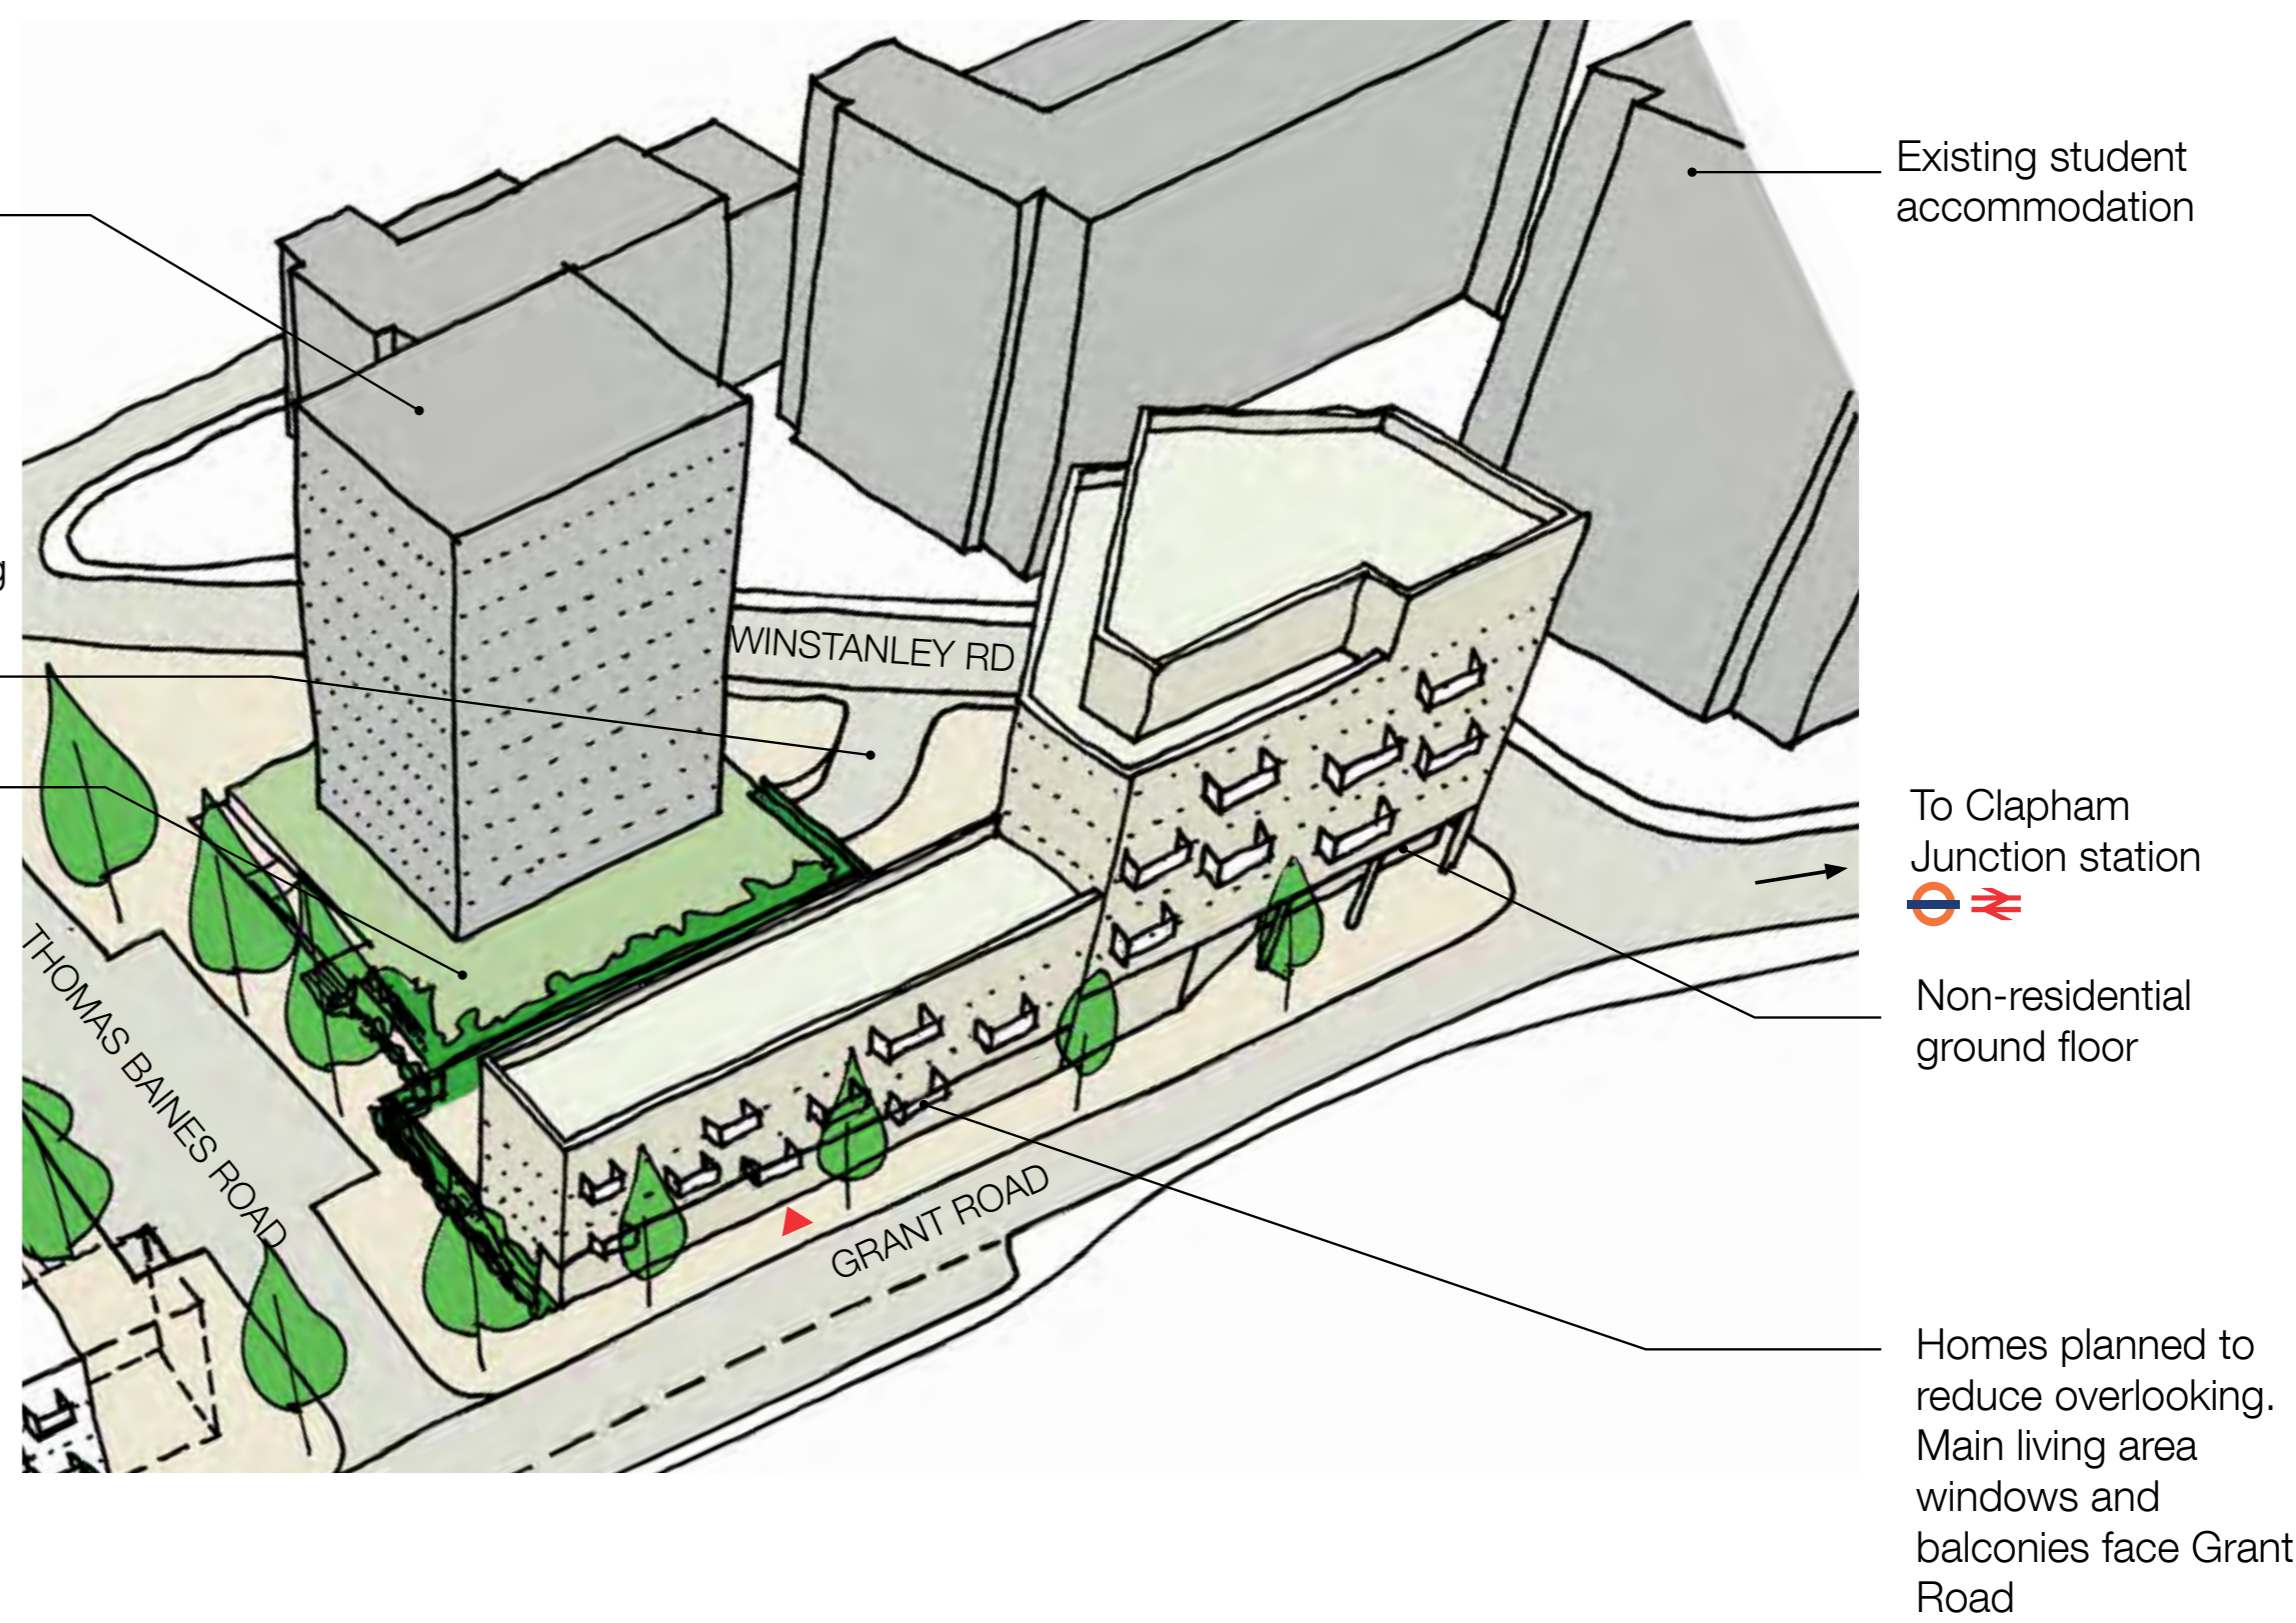 Existing student
accommodation
g
WINSTANLEY RD
To Clapham
Junction station
THOMAS BAINES ROAD
Non-residential
ground floor
GRANT ROAD
Homes planned to
reduce overlooking.
Main living area
windows and
balconies face Grant
Road